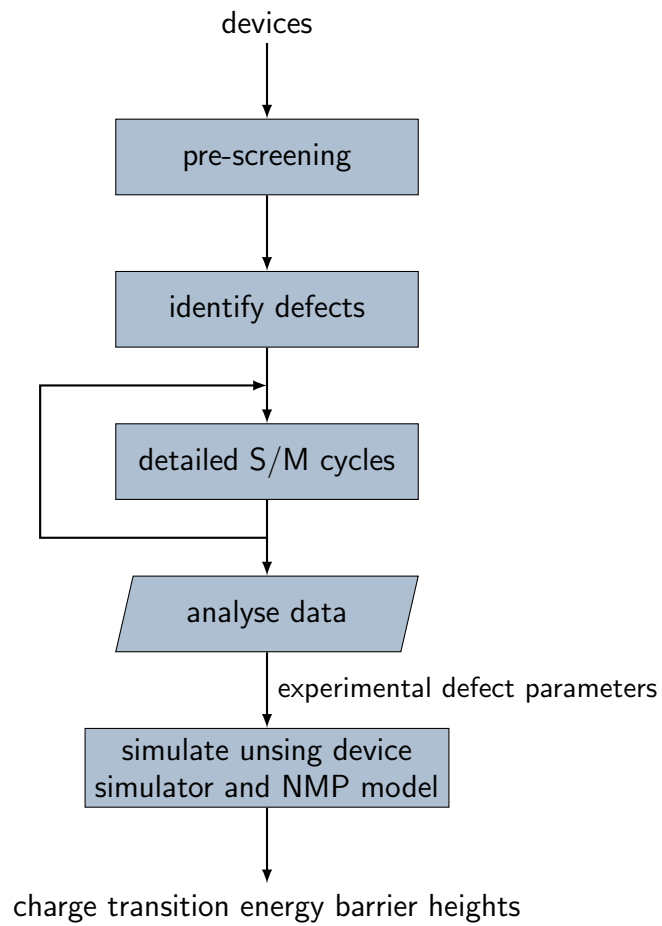 devices
pre-screening
identify defects
detailed S/M cycles
analyse data
experimental defect parameters
simulate unsing device
simulator and NMP model
charge transition energy barrier heights